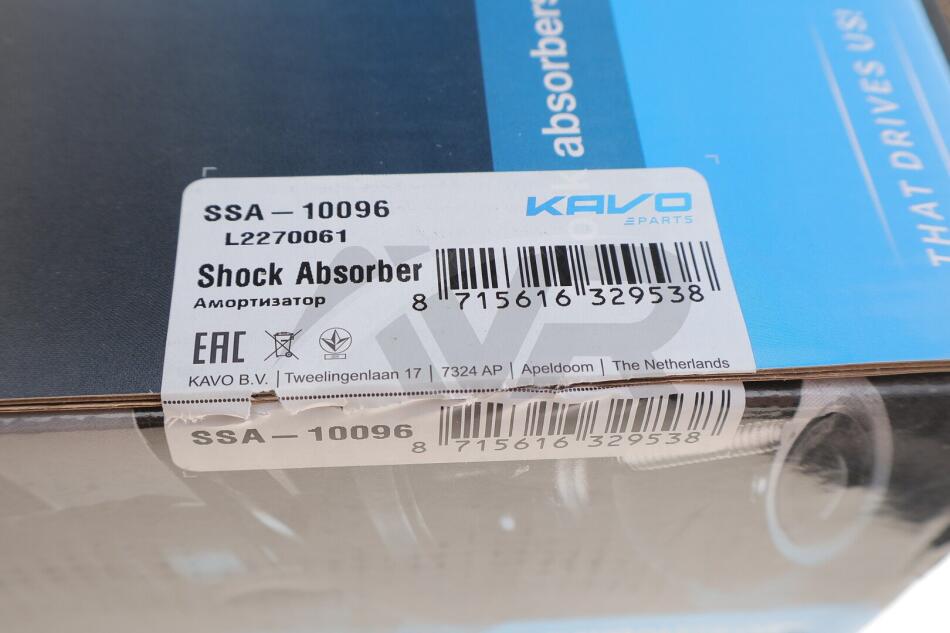 absorbers
THAT DRIVES US!
SSA – 10096
KAVO
PARTS
L2270061
Shock Absorber
Амортизатор
8 715616 329538
EAC
KAVO B.V. | Tweelingenlaan 17 | 7324 AP | Apeldoorn | The Netherlands
SSA – 10096
8 715616 329538